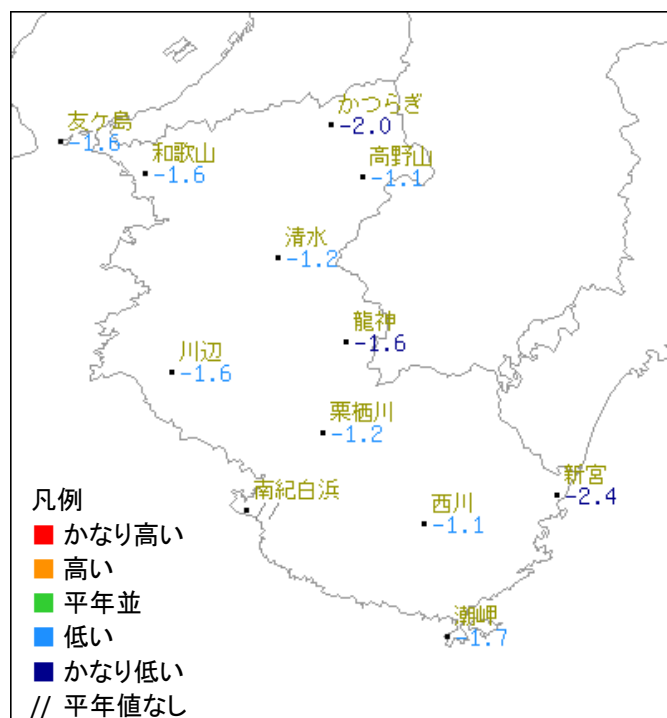 かつらぎ
-2.0
友ケ島
-1.6
和歌山
-1.6
高野山
-1.1
清水
-1.2
龍神
-1.6
川辺
-1.6
栗栖川
-1.2
南紀白浜
//
新宮
-2.4
西川
-1.1
潮岬
-1.7
凡例
かなり高い
高い
平年並
低い
かなり低い
// 平年値なし